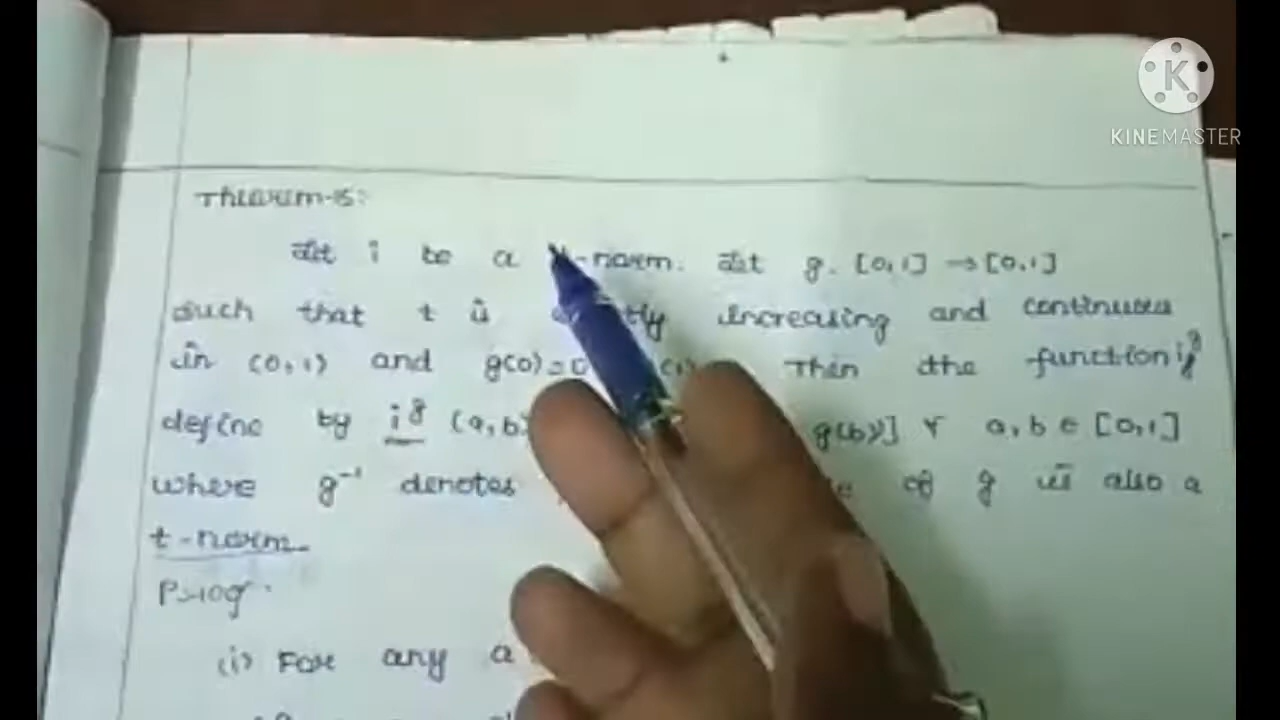 K
KINEMASTER
Theorem-15:
Let i be a t-norm. Let g. [0,1] → [0,1]
such that t is increasing and continuous
in (0,1) and g(0)=0 (1) Then the function i^g
define by i^g (a,b) g(b)] ∀ a,b ∈ [0,1]
where g⁻¹ denotes of g is also a
t-norm.
Proof:
(i) For any a